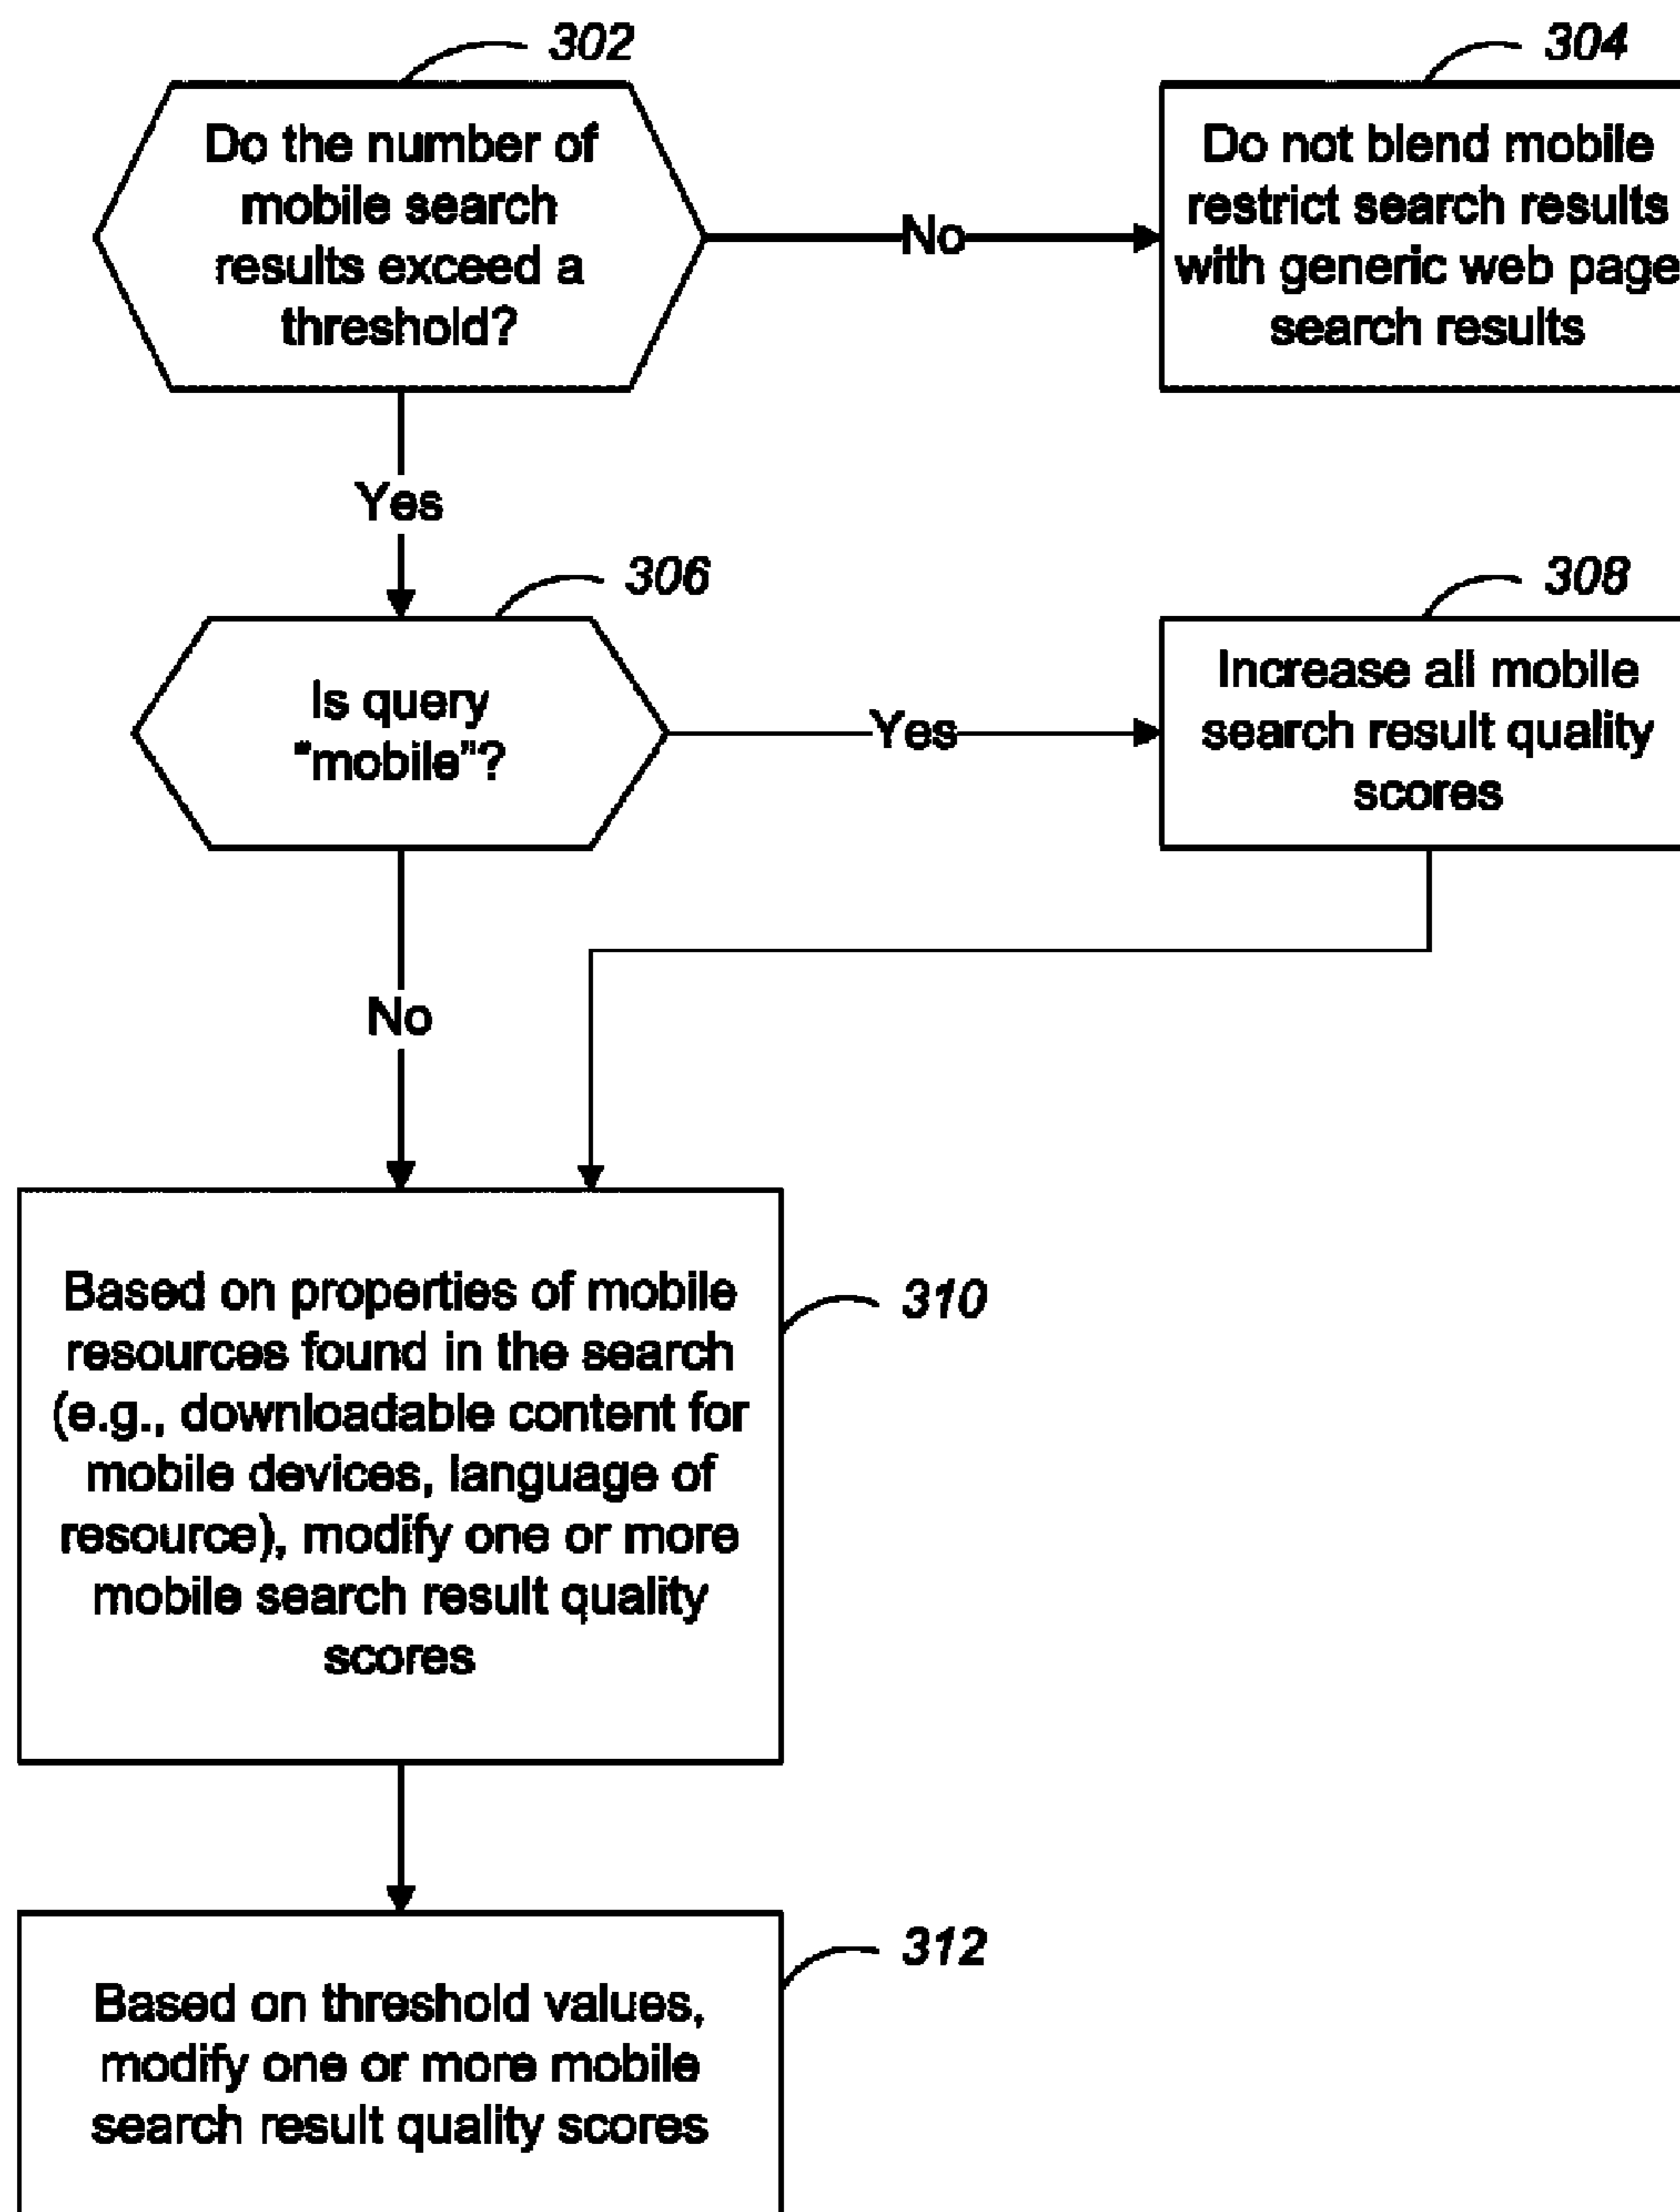 302
Do the number of
mobile search
results exceed a
threshold?
No
304
Do not blend mobile
restrict search results
with generic web page
search results
Yes
306
Is query
"mobile"?
Yes
308
Increase all mobile
search result quality
scores
No
310
Based on properties of mobile
resources found in the search
(e.g., downloadable content for
mobile devices, language of
resource), modify one or more
mobile search result quality
scores
312
Based on threshold values,
modify one or more mobile
search result quality scores